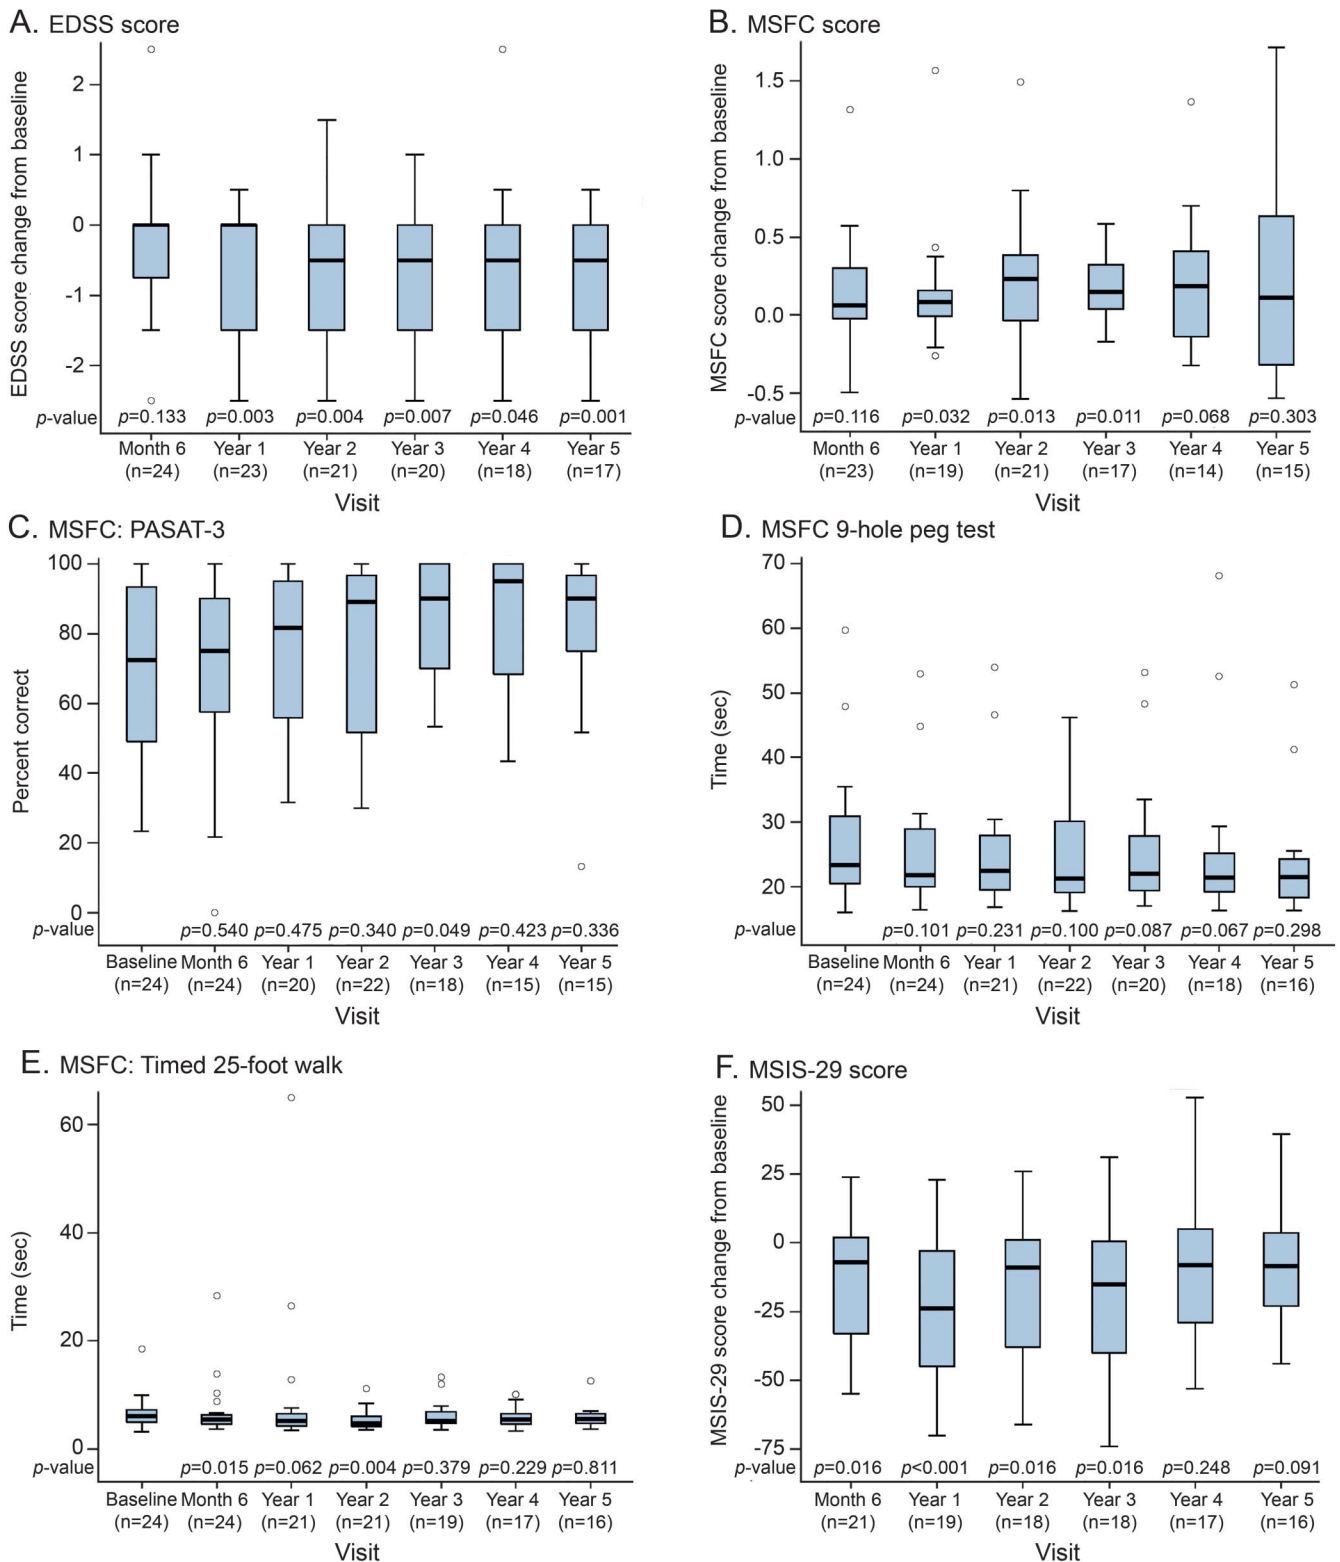 A. EDSS score
EDSS score change from baseline
2
1
0
-1
-2
p-value p=0.133 p=0.003 p=0.004 p=0.007 p=0.046 p=0.001
Month 6 Year 1 Year 2 Year 3 Year 4 Year 5
(n=24) (n=23) (n=21) (n=20) (n=18) (n=17)
Visit
B. MSFC score
MSFC score change from baseline
1.5
1.0
0.5
0.0
-0.5
p-value p=0.116 p=0.032 p=0.013 p=0.011 p=0.068 p=0.303
Month 6 Year 1 Year 2 Year 3 Year 4 Year 5
(n=23) (n=19) (n=21) (n=17) (n=14) (n=15)
Visit
C. MSFC: PASAT-3
Percent correct
100
80
60
40
20
0
p-value p=0.540 p=0.475 p=0.340 p=0.049 p=0.423 p=0.336
Baseline Month 6 Year 1 Year 2 Year 3 Year 4 Year 5
(n=24) (n=24) (n=20) (n=22) (n=18) (n=15) (n=15)
Visit
D. MSFC 9-hole peg test
Time (sec)
70
60
50
40
30
20
p-value p=0.101 p=0.231 p=0.100 p=0.087 p=0.067 p=0.298
Baseline Month 6 Year 1 Year 2 Year 3 Year 4 Year 5
(n=24) (n=24) (n=21) (n=22) (n=20) (n=18) (n=16)
Visit
E. MSFC: Timed 25-foot walk
Time (sec)
60
40
20
0
p-value p=0.015 p=0.062 p=0.004 p=0.379 p=0.229 p=0.811
Baseline Month 6 Year 1 Year 2 Year 3 Year 4 Year 5
(n=24) (n=24) (n=21) (n=21) (n=19) (n=17) (n=16)
Visit
F. MSIS-29 score
MSIS-29 score change from baseline
50
25
0
-25
-50
-75
p-value p=0.016 p<0.001 p=0.016 p=0.016 p=0.248 p=0.091
Month 6 Year 1 Year 2 Year 3 Year 4 Year 5
(n=21) (n=19) (n=18) (n=18) (n=17) (n=16)
Visit